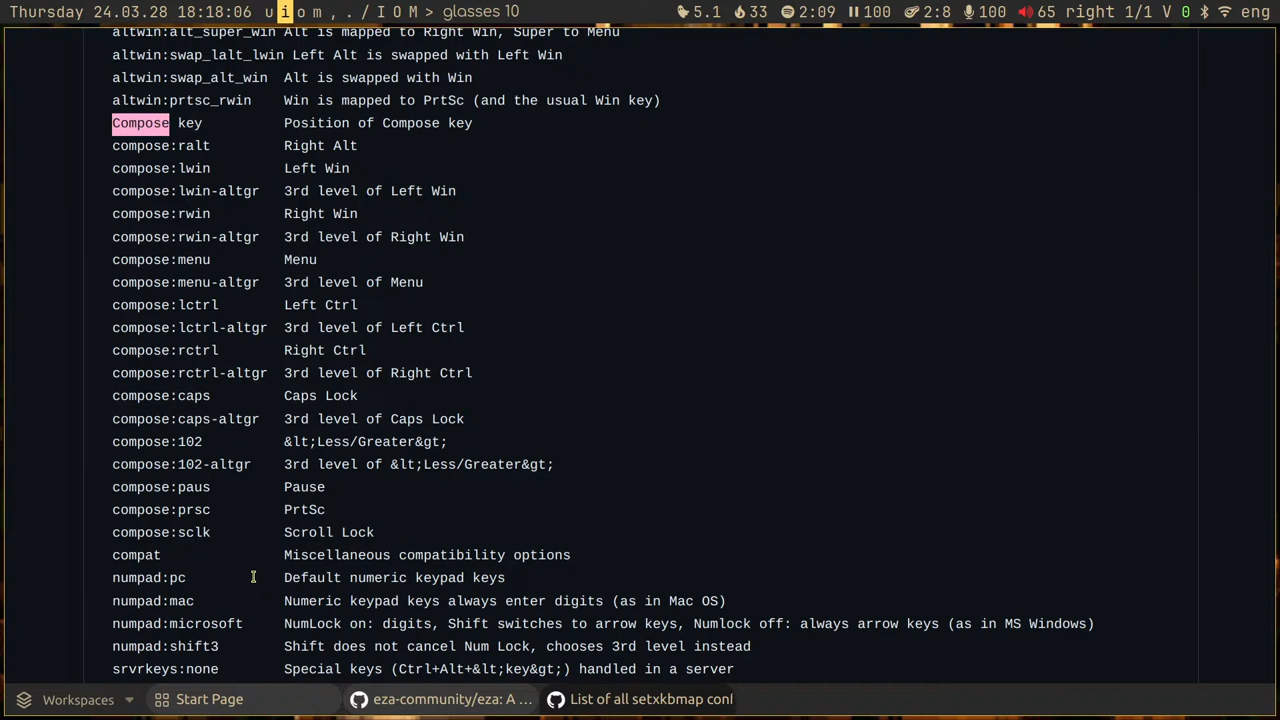 Thursday 24.03.28 18:18:06 u i o m , . / I O M > glasses 10 5.1 33 2:09 100 2:8 100 65 right 1/1 V 0 eng
altwin:alt_super_win Alt is mapped to Right Win, Super to Menu
altwin:swap_lalt_lwin Left Alt is swapped with Left Win
altwin:swap_alt_win Alt is swapped with Win
altwin:prtsc_rwin Win is mapped to PrtSc (and the usual Win key)
Compose key Position of Compose key
compose:ralt Right Alt
compose:lwin Left Win
compose:lwin-altgr 3rd level of Left Win
compose:rwin Right Win
compose:rwin-altgr 3rd level of Right Win
compose:menu Menu
compose:menu-altgr 3rd level of Menu
compose:lctrl Left Ctrl
compose:lctrl-altgr 3rd level of Left Ctrl
compose:rctrl Right Ctrl
compose:rctrl-altgr 3rd level of Right Ctrl
compose:caps Caps Lock
compose:caps-altgr 3rd level of Caps Lock
compose:102 &lt;Less/Greater&gt;
compose:102-altgr 3rd level of &lt;Less/Greater&gt;
compose:paus Pause
compose:prsc PrtSc
compose:sclk Scroll Lock
compat Miscellaneous compatibility options
numpad:pc Default numeric keypad keys
numpad:mac Numeric keypad keys always enter digits (as in Mac OS)
numpad:microsoft NumLock on: digits, Shift switches to arrow keys, Numlock off: always arrow keys (as in MS Windows)
numpad:shift3 Shift does not cancel Num Lock, chooses 3rd level instead
srvrkeys:none Special keys (Ctrl+Alt+&lt;key&gt;) handled in a server
Workspaces Start Page eza-community/eza: A ... List of all setxkbmap conf